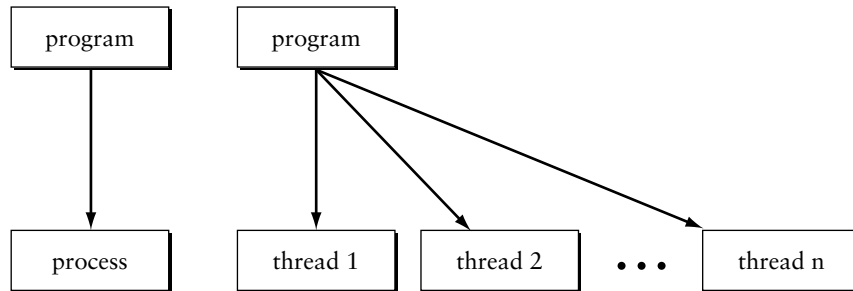 program
program
process
thread 1
thread 2
• • •
thread n